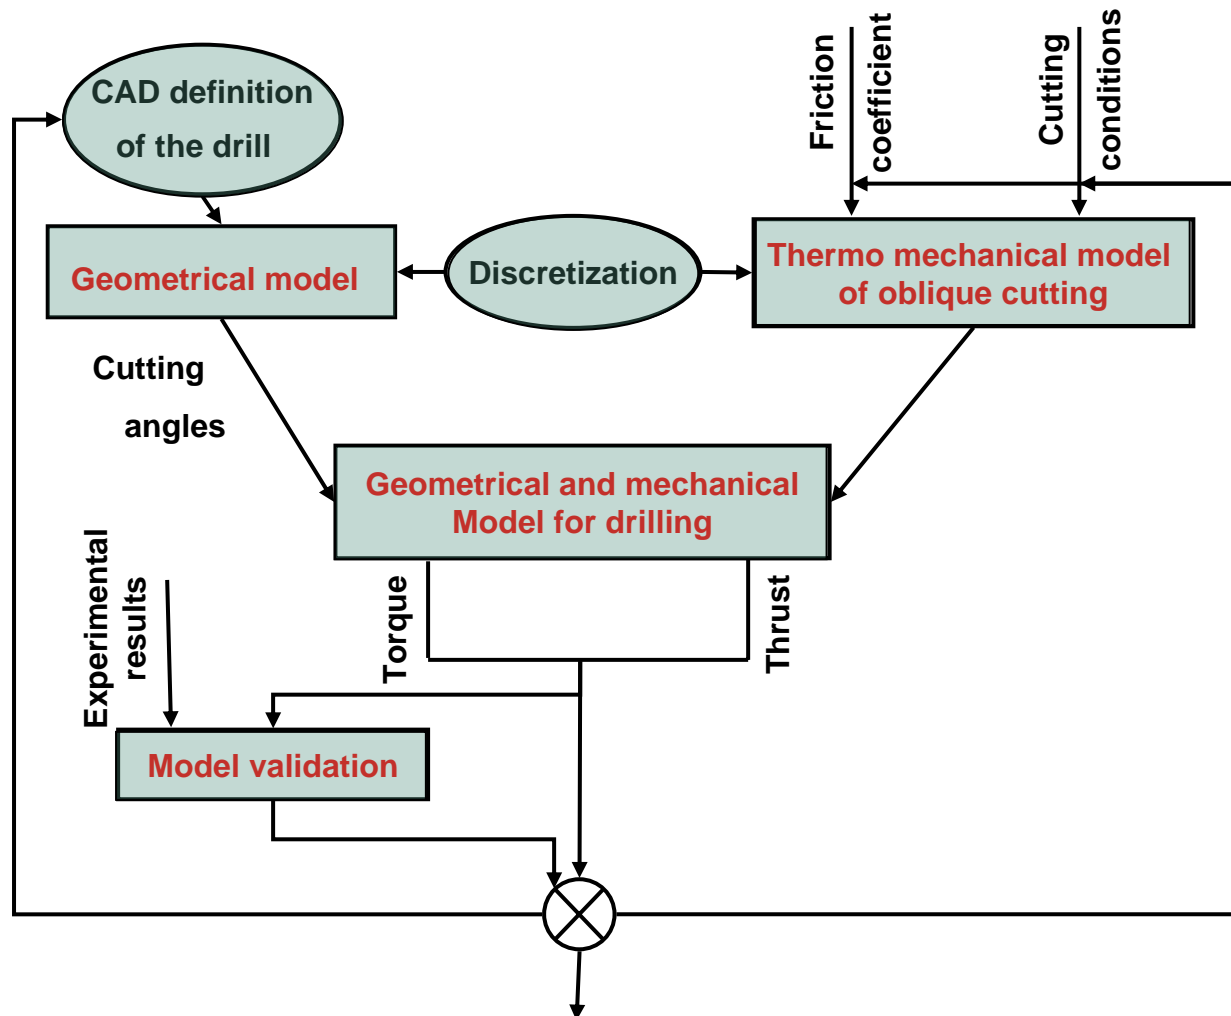 CAD definition
of the drill
Friction
coefficient
Cutting
conditions
Geometrical model
Discretization
Thermo mechanical model
of oblique cutting
Cutting
angles
Geometrical and mechanical
Model for drilling
Experimental
results
Torque
Thrust
Model validation